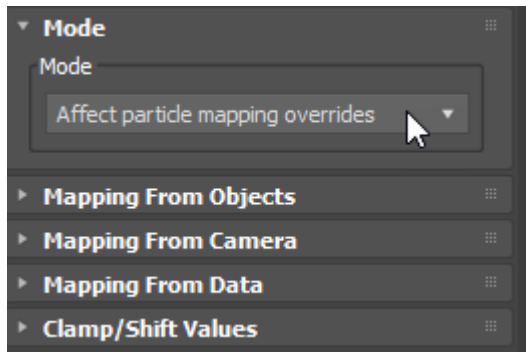 Mode
Mode
Affect particle mapping overrides
Mapping From Objects
Mapping From Camera
Mapping From Data
Clamp/Shift Values